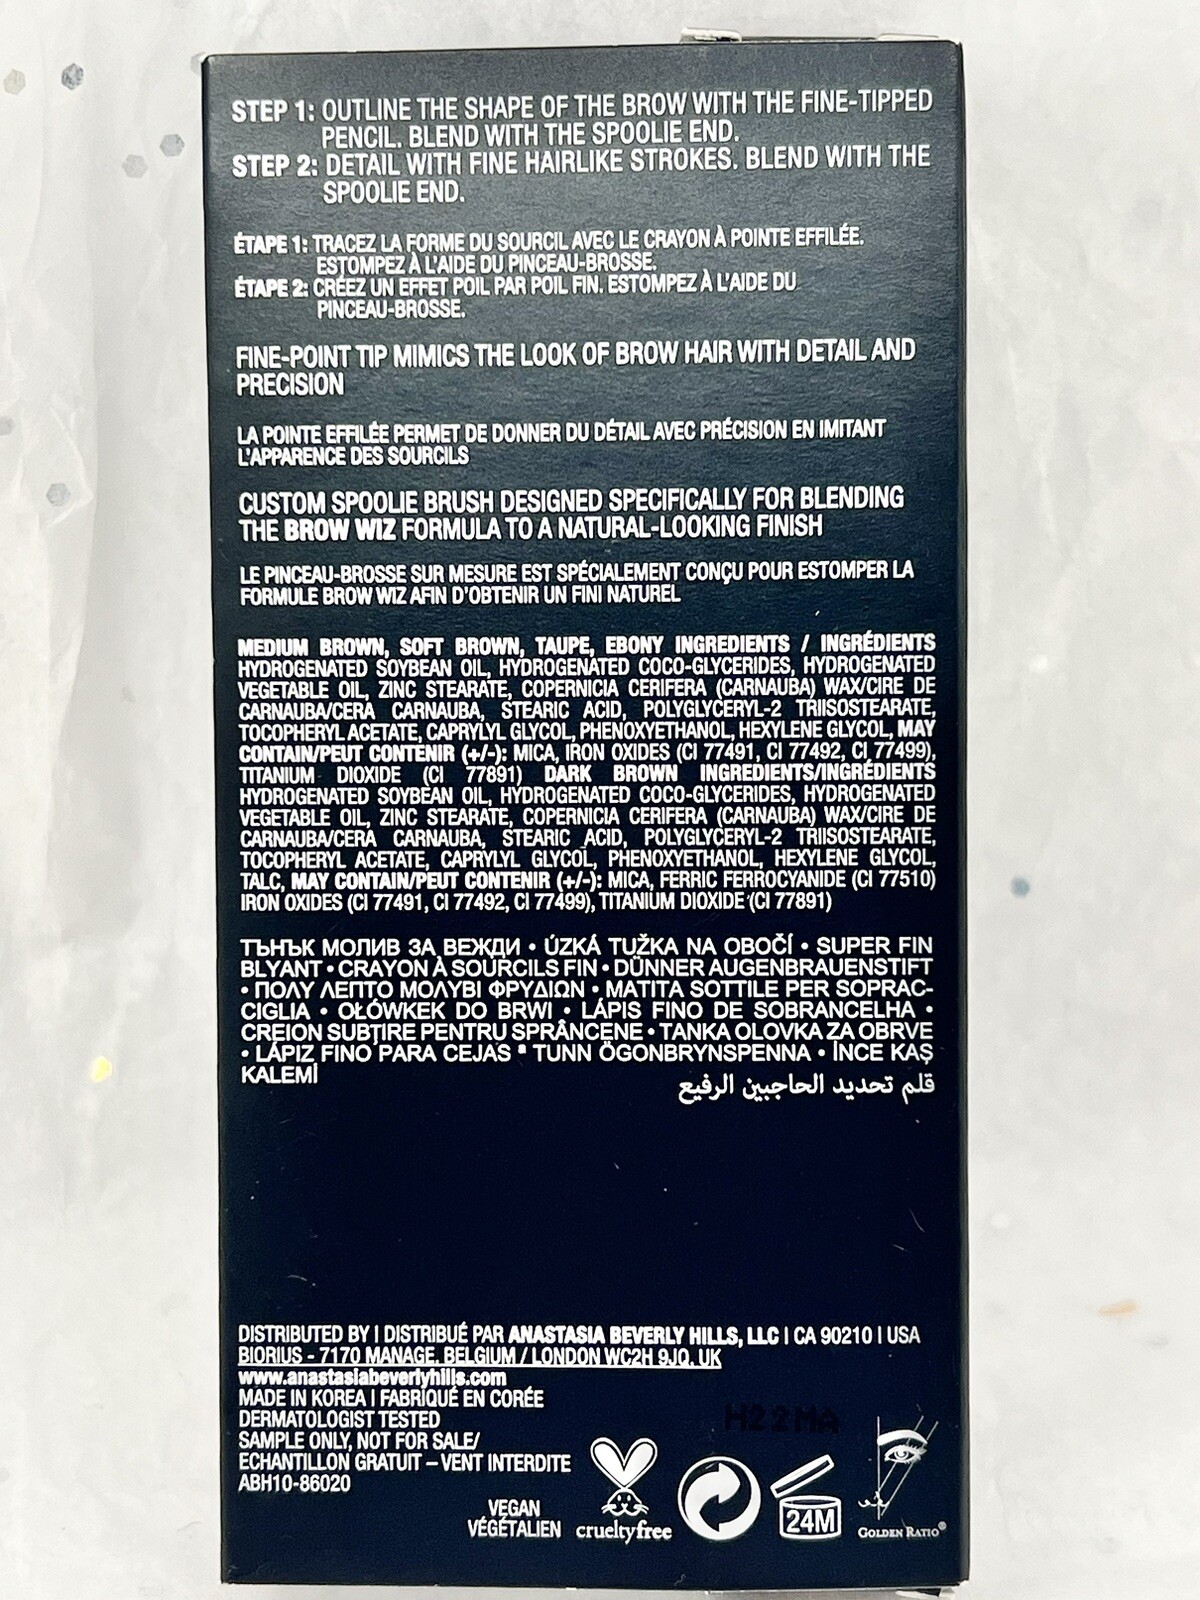 STEP 1: OUTLINE THE SHAPE OF THE BROW WITH THE FINE-TIPPED
PENCIL. BLEND WITH THE SPOOLIE END.
STEP 2: DETAIL WITH FINE HAIRLIKE STROKES. BLEND WITH THE
SPOOLIE END.
ÉTAPE 1: TRACEZ LA FORME DU SOURCIL AVEC LE CRAYON À POINTE EFFILÉE.
ESTOMPEZ À L'AIDE DU PINCEAU-BROSSE.
ÉTAPE 2: CRÉEZ UN EFFET POIL PAR POIL FIN. ESTOMPEZ À L'AIDE DU
PINCEAU-BROSSE.
FINE-POINT TIP MIMICS THE LOOK OF BROW HAIR WITH DETAIL AND
PRECISION
LA POINTE EFFILÉE PERMET DE DONNER DU DÉTAIL AVEC PRÉCISION EN IMITANT
L'APPARENCE DES SOURCILS
CUSTOM SPOOLIE BRUSH DESIGNED SPECIFICALLY FOR BLENDING
THE BROW WIZ FORMULA TO A NATURAL-LOOKING FINISH
LE PINCEAU-BROSSE SUR MESURE EST SPÉCIALEMENT CONÇU POUR ESTOMPER LA
FORMULE BROW WIZ AFIN D'OBTENIR UN FINI NATUREL
MEDIUM BROWN, SOFT BROWN, TAUPE, EBONY INGREDIENTS / INGRÉDIENTS
HYDROGENATED SOYBEAN OIL, HYDROGENATED COCO-GLYCERIDES, HYDROGENATED
VEGETABLE OIL, ZINC STEARATE, COPERNICIA CERIFERA (CARNAUBA) WAX/CIRE DE
CARNAUBA/CERA CARNAUBA, STEARIC ACID, POLYGLYCERYL-2 TRIISOSTEARATE,
TOCOPHERYL ACETATE, CAPRYLYL GLYCOL, PHENOXYETHANOL, HEXYLENE GLYCOL, MAY
CONTAIN/PEUT CONTENIR (+/-): MICA, IRON OXIDES (CI 77491, CI 77492, CI 77499),
TITANIUM DIOXIDE (CI 77891) DARK BROWN INGREDIENTS/INGRÉDIENTS
HYDROGENATED SOYBEAN OIL, HYDROGENATED COCO-GLYCERIDES, HYDROGENATED
VEGETABLE OIL, ZINC STEARATE, COPERNICIA CERIFERA (CARNAUBA) WAX/CIRE DE
CARNAUBA/CERA CARNAUBA, STEARIC ACID, POLYGLYCERYL-2 TRIISOSTEARATE,
TOCOPHERYL ACETATE, CAPRYLYL GLYCOL, PHENOXYETHANOL, HEXYLENE GLYCOL,
TALC, MAY CONTAIN/PEUT CONTENIR (+/-): MICA, FERRIC FERROCYANIDE (CI 77510)
IRON OXIDES (CI 77491, CI 77492, CI 77499), TITANIUM DIOXIDE (CI 77891)
ТЪНЪК МОЛИВ ЗА ВЕЖДИ • ÚZKÁ TUŽKA NA OBOČÍ • SUPER FIN
BLYANT • CRAYON À SOURCILS FIN • DÜNNER AUGENBRAUENSTIFT
• ΠΟΛΥ ΛΕΠΤΟ ΜΟΛΥΒΙ ΦΡΥΔΙΩΝ • MATITA SOTTILE PER SOPRAC-
CIGLIA • OŁÓWKEK DO BRWI • LÁPIS FINO DE SOBRANCELHA •
CREION SUBȚIRE PENTRU SPRÂNCENE • TANKA OLOVKA ZA OBRVE
• LÁPIZ FINO PARA CEJAS • TUNN ÖGONBRYNSPENNA • İNCE KAŞ
KALEMİ
قلم تحديد الحاجبين الرفيع
DISTRIBUTED BY | DISTRIBUÉ PAR ANASTASIA BEVERLY HILLS, LLC | CA 90210 | USA
BIORIUS - 7170 MANAGE. BELGIUM / LONDON WC2H 9JQ. UK
www.anastasiabeverlyhills.com
MADE IN KOREA | FABRIQUÉ EN CORÉE
DERMATOLOGIST TESTED
SAMPLE ONLY, NOT FOR SALE/
ECHANTILLON GRATUIT – VENT INTERDITE
ABH10-86020
H22MA
VEGAN
VÉGÉTALIEN
crueltyfree
24M
GOLDEN RATIO®